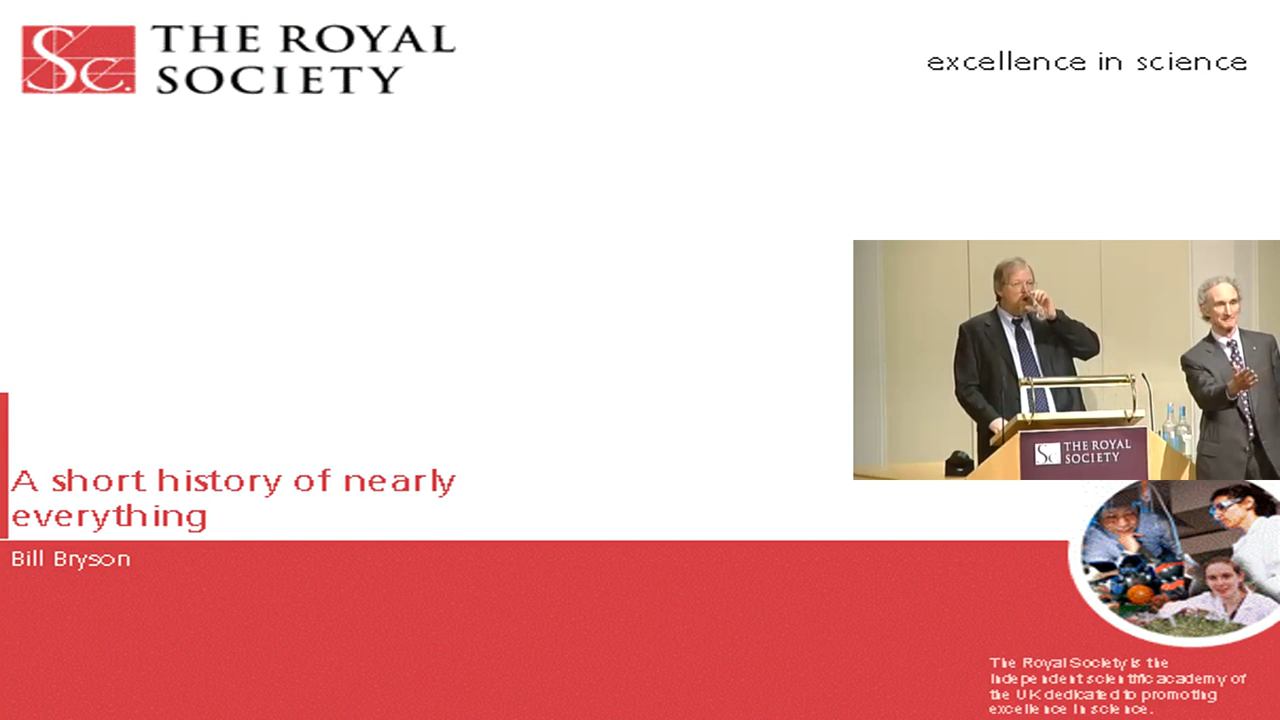 THE ROYAL
SOCIETY
excellence in science
THE ROYAL
SOCIETY
A short history of nearly
everything
Bill Bryson
The Royal Society is the
independent scientific academy of
the UK dedicated to promoting
excellence in science.